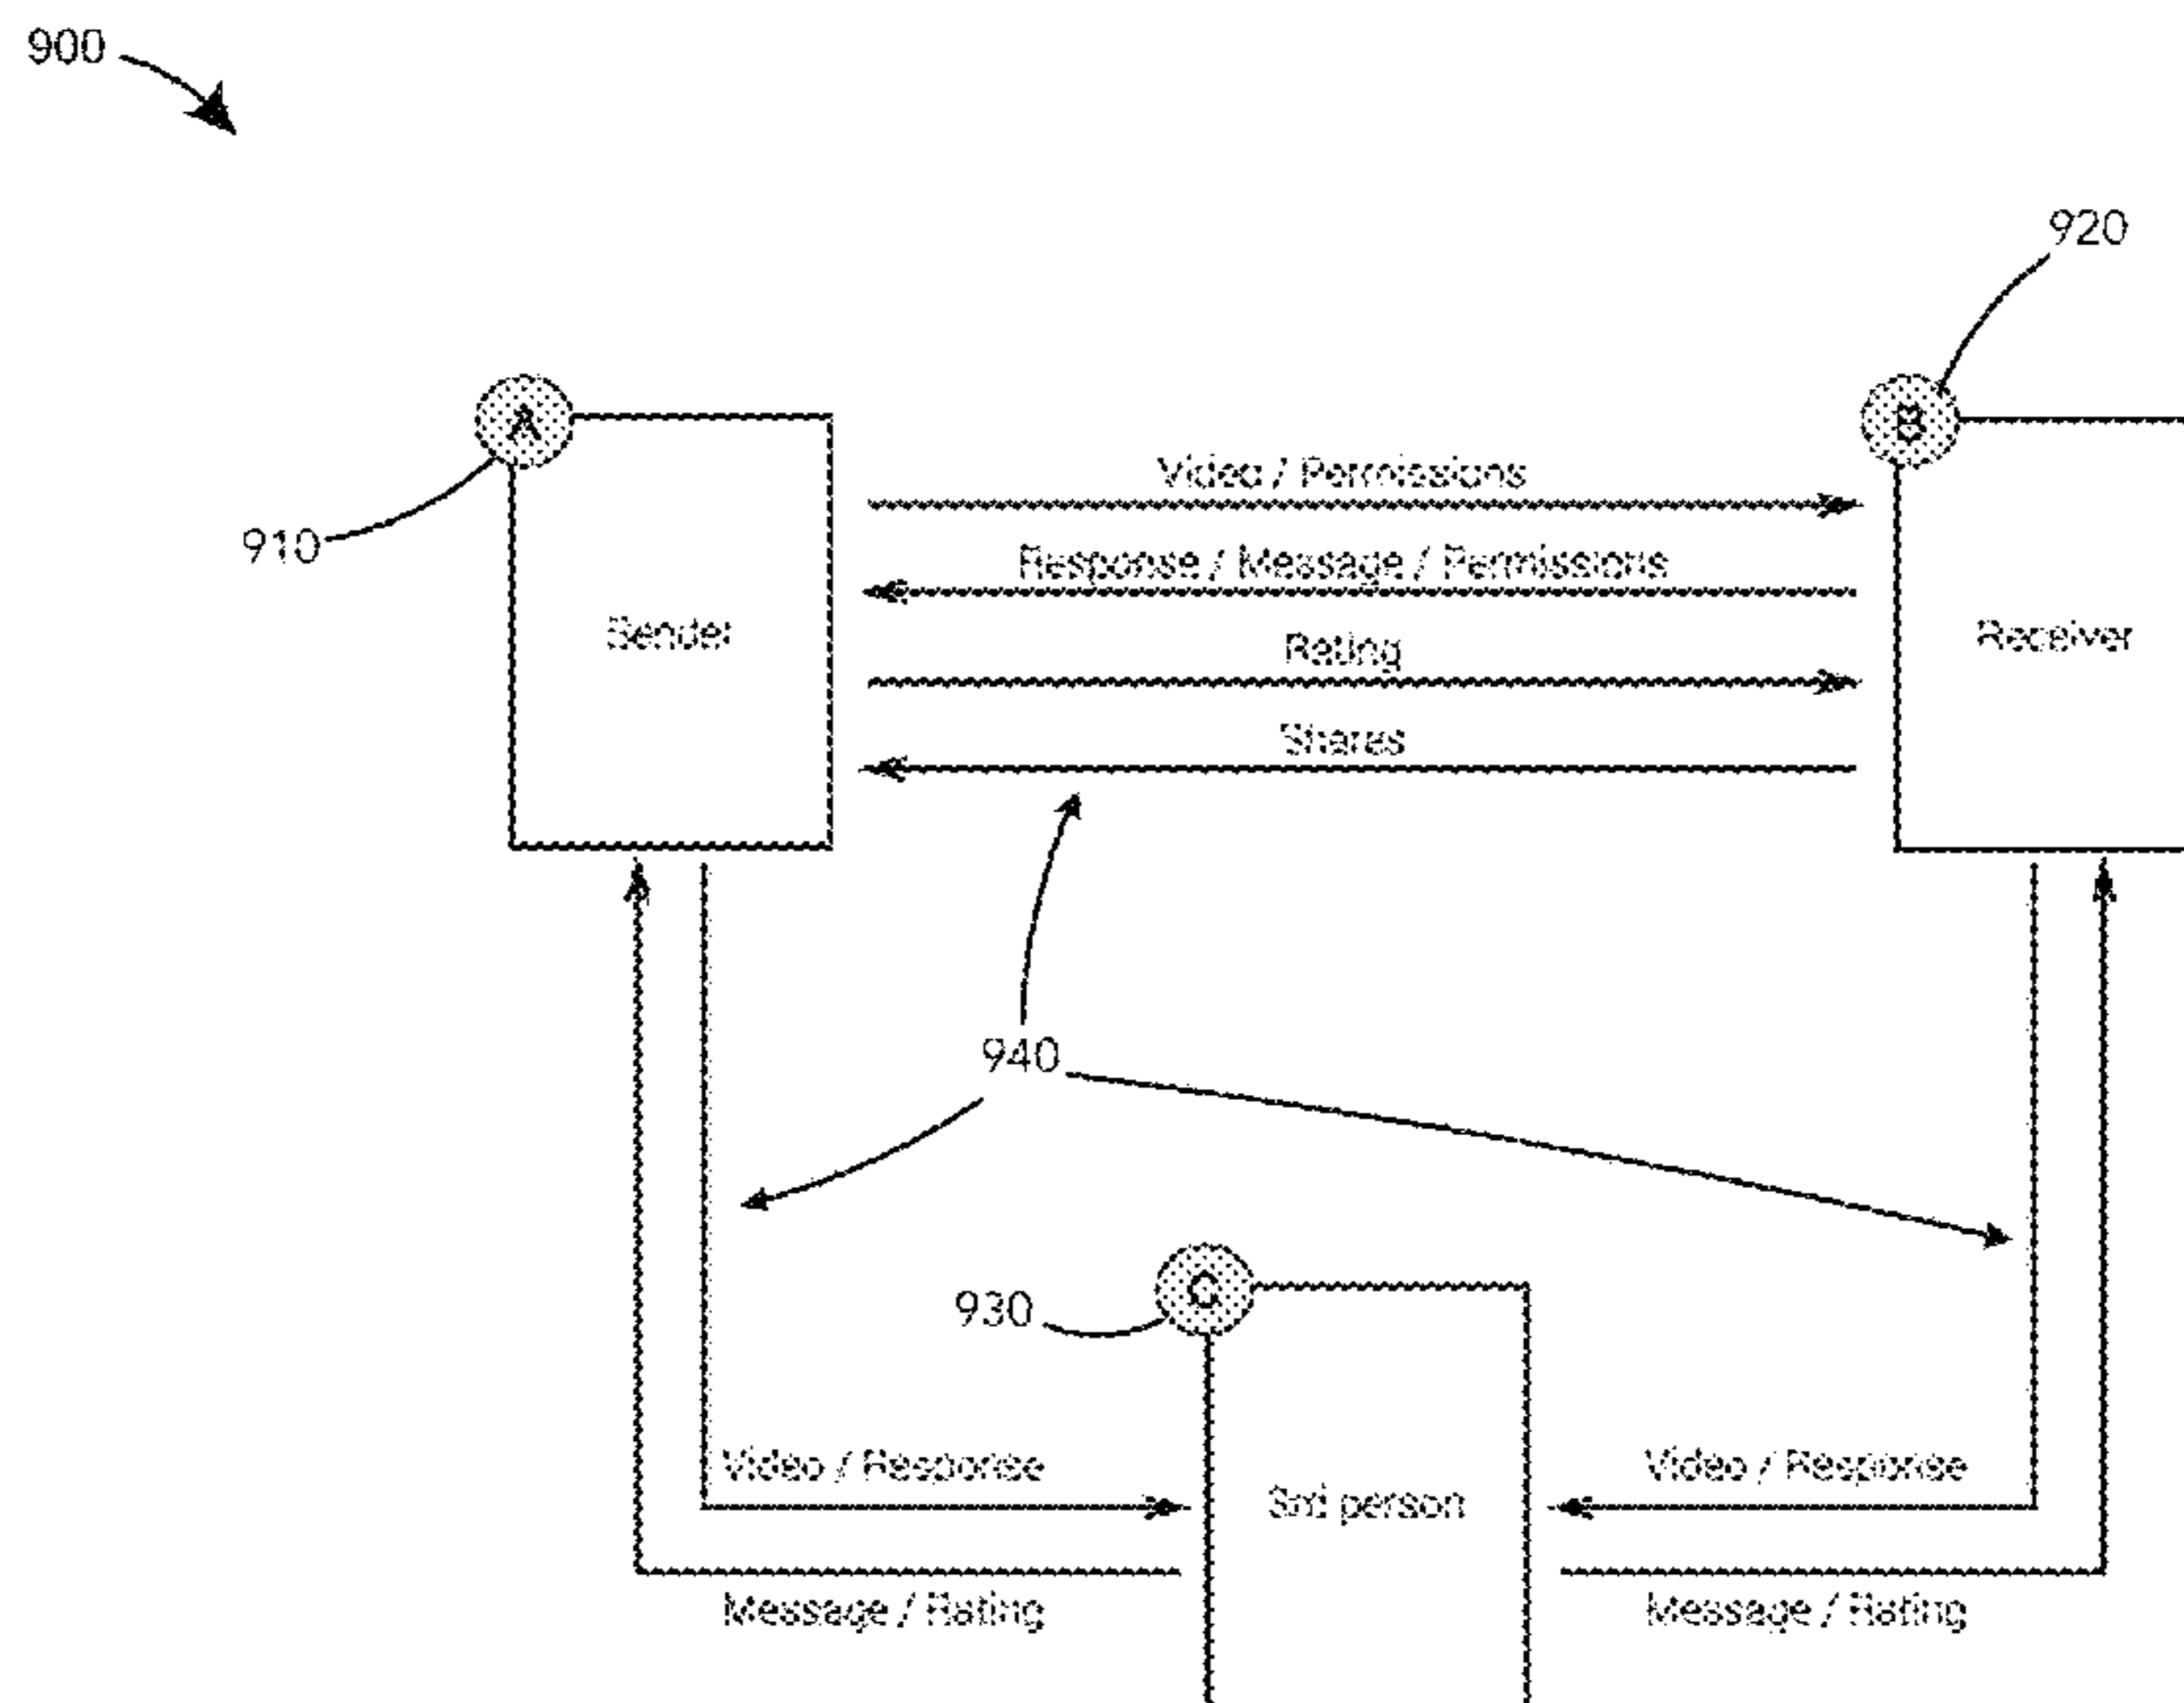 900
920
A
B
Video / Permissions
910
Response / Message / Permissions
Sender
Rating
Receiver
Shares
940
C
930
Video / Response
Video / Response
3rd person
Message / Rating
Message / Rating